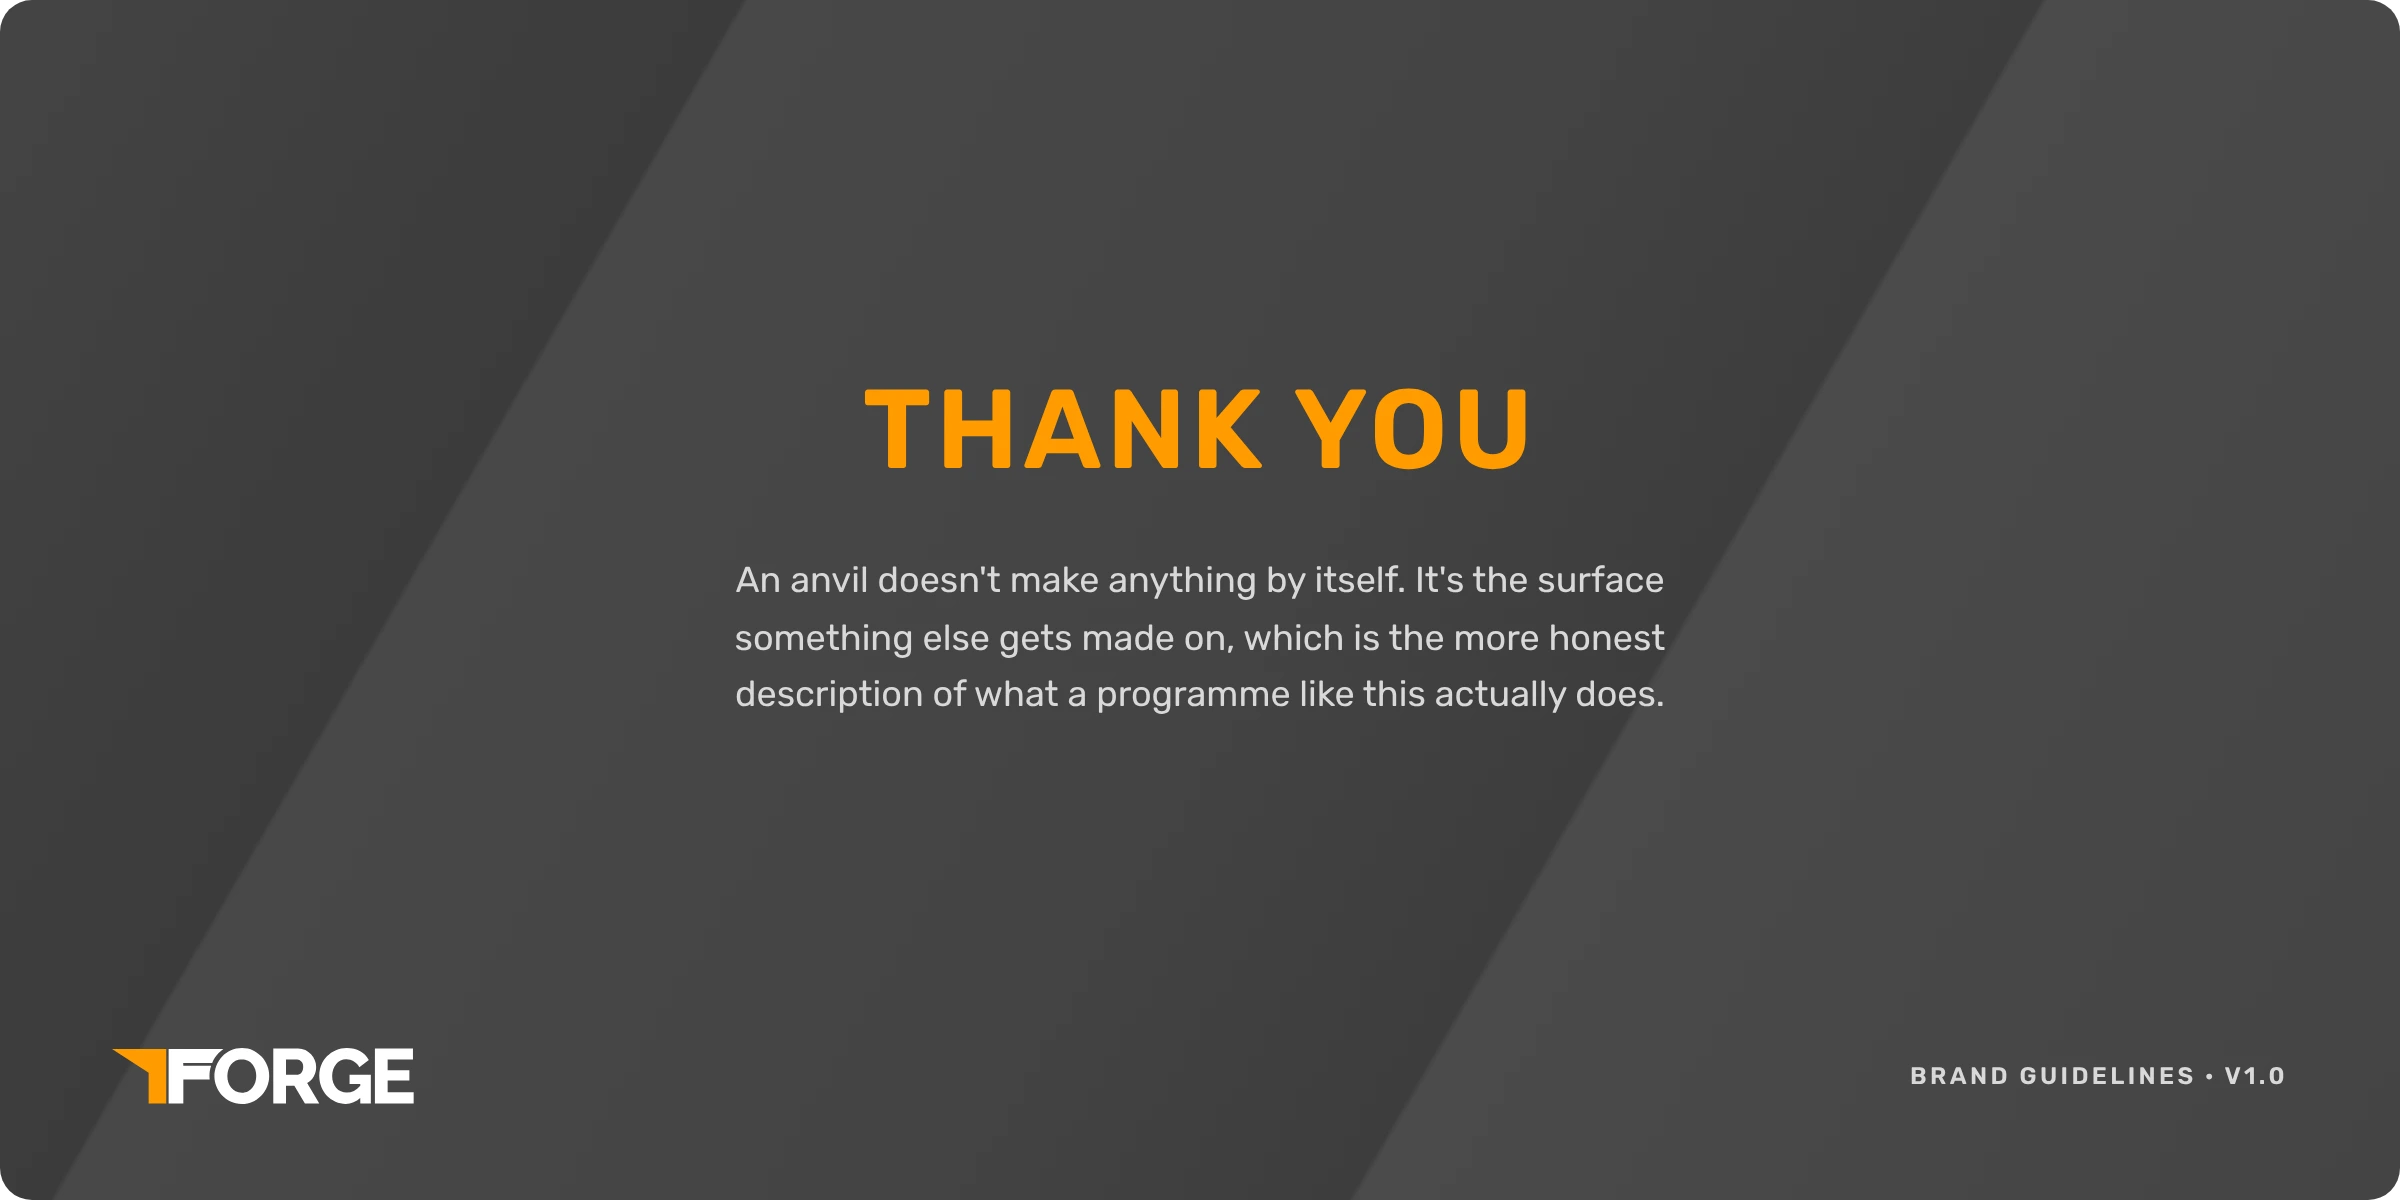 THANK YOU
An anvil doesn't make anything by itself. It's the surface
something else gets made on, which is the more honest
description of what a programme like this actually does.
FORGE
BRAND GUIDELINES • V1.0